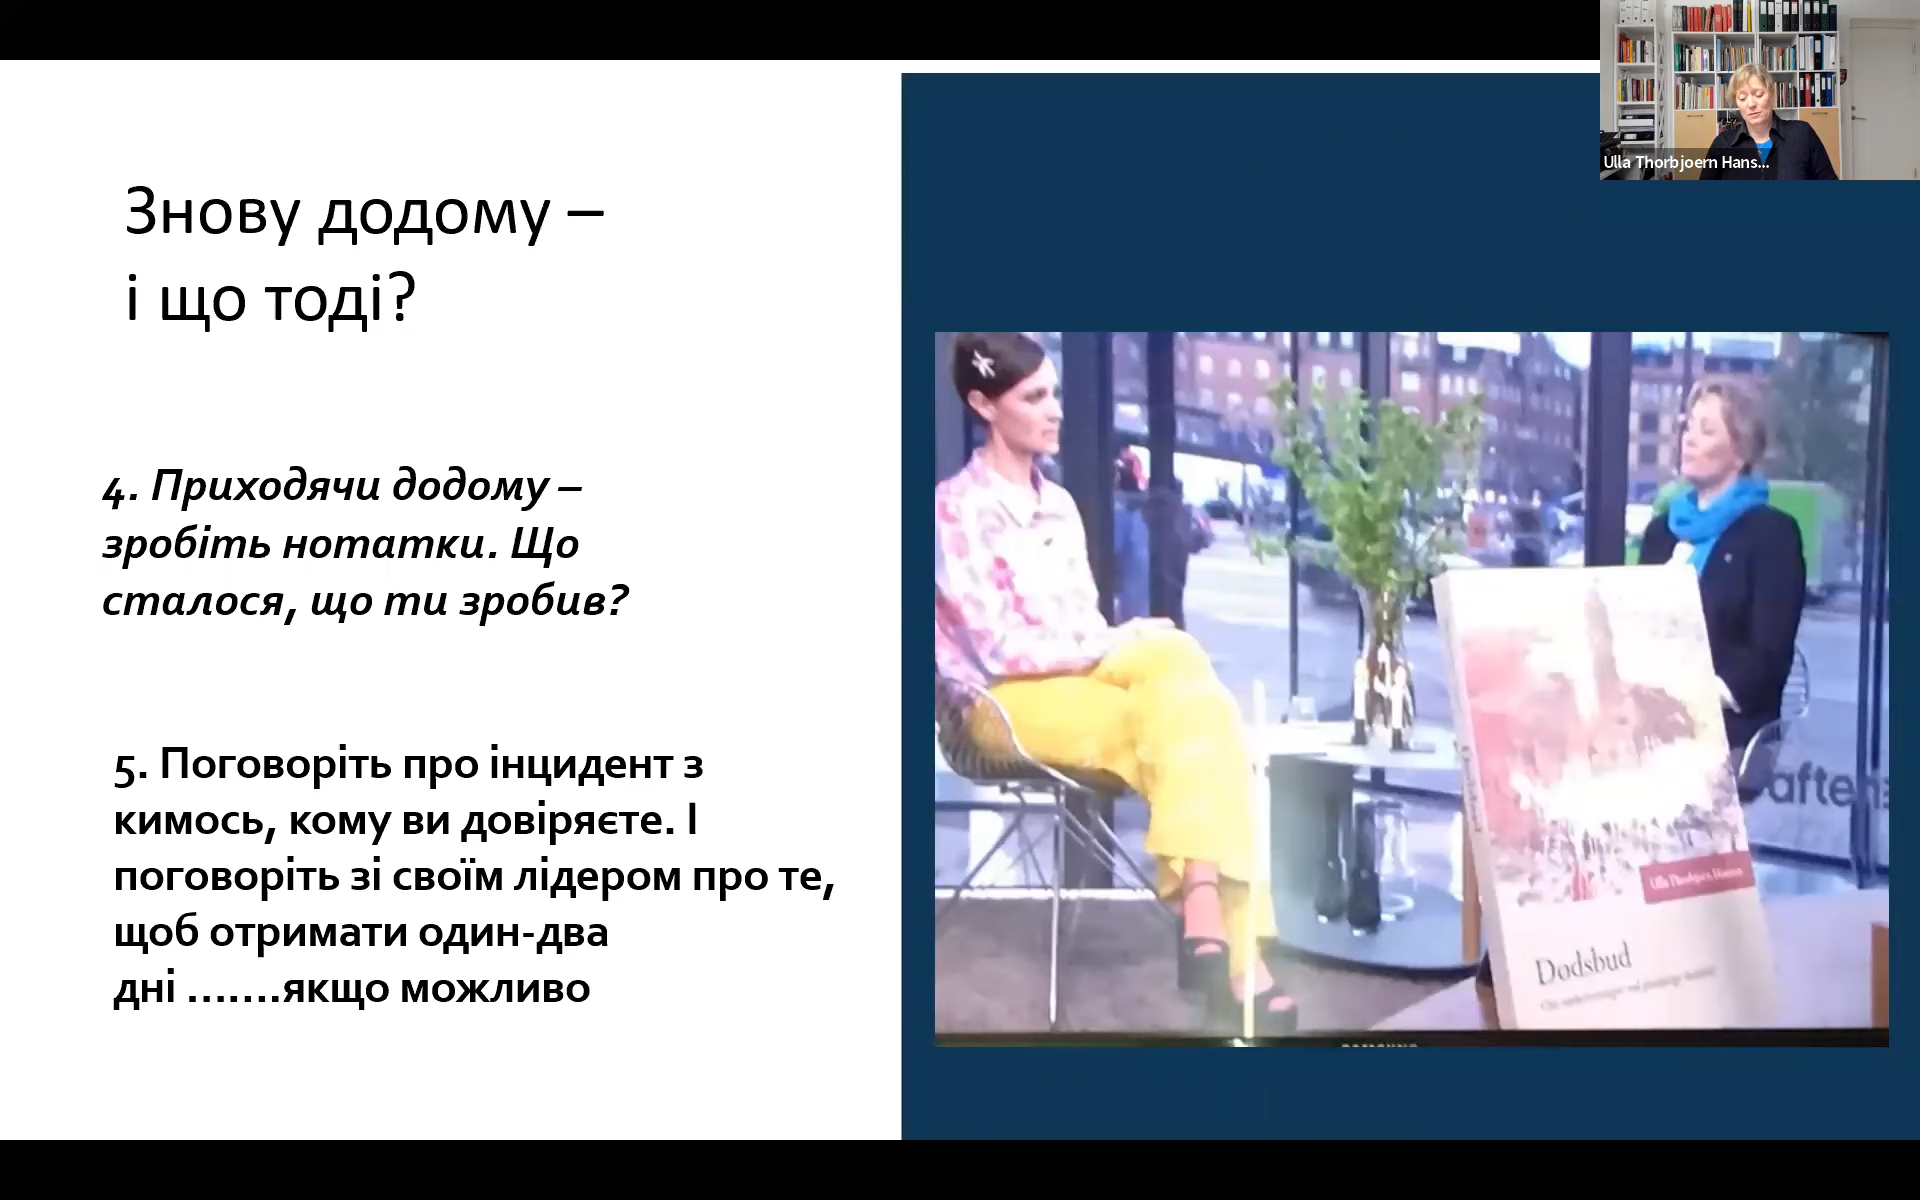 Ulla Thorbjoern Hans...
Знову додому –
і що тоді?
4. Приходячи додому –
зробіть нотатки. Що
сталося, що ти зробив?
5. Поговоріть про інцидент з
кимось, кому ви довіряєте. І
поговоріть зі своїм лідером про те,
щоб отримати один-два
дні …….якщо можливо
aften
Ulla Thorbjørn Hansen
Dødsbud
SAMSUNG